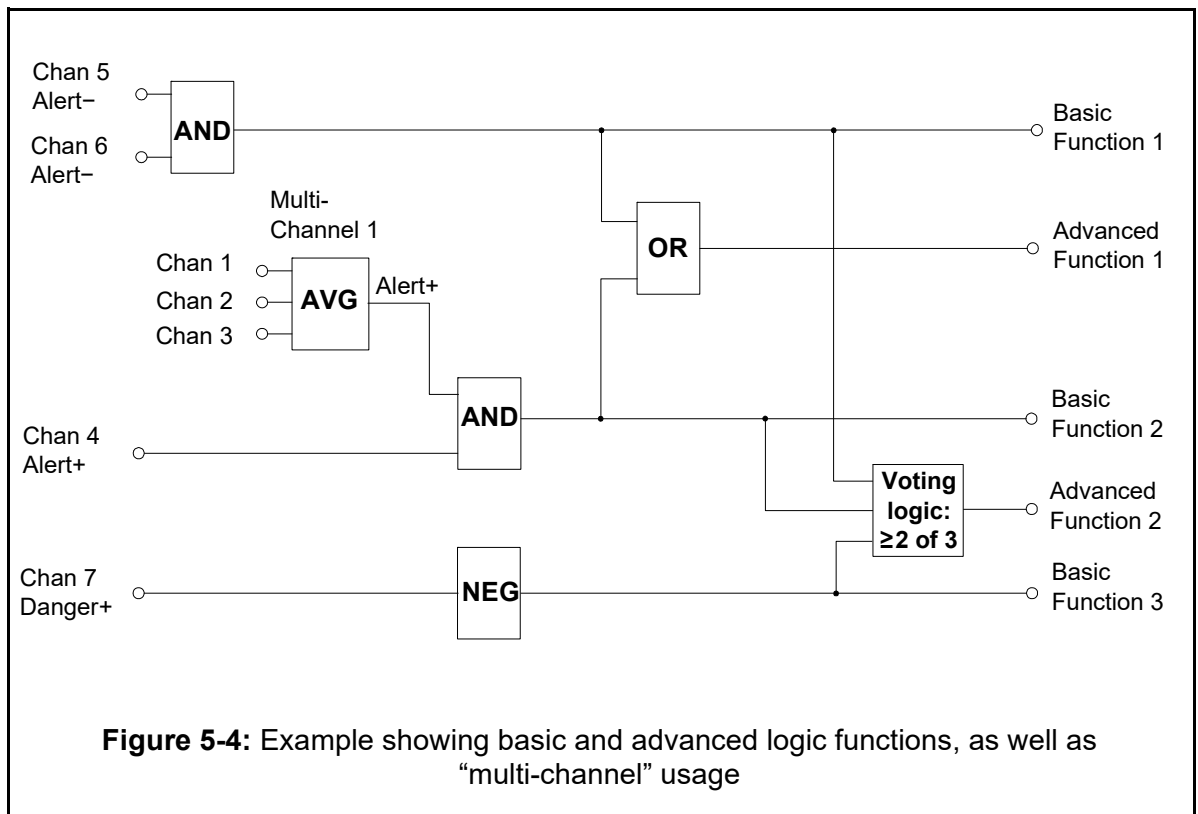 Chan 5
Alert−
Chan 6
Alert−
AND
Basic
Function 1
Multi-
Channel 1
Chan 1
Chan 2
Chan 3
AVG
Alert+
OR
Advanced
Function 1
Chan 4
Alert+
AND
Basic
Function 2
Voting
logic:
≥2 of 3
Advanced
Function 2
Chan 7
Danger+
NEG
Basic
Function 3
Figure 5-4: Example showing basic and advanced logic functions, as well as
“multi-channel” usage